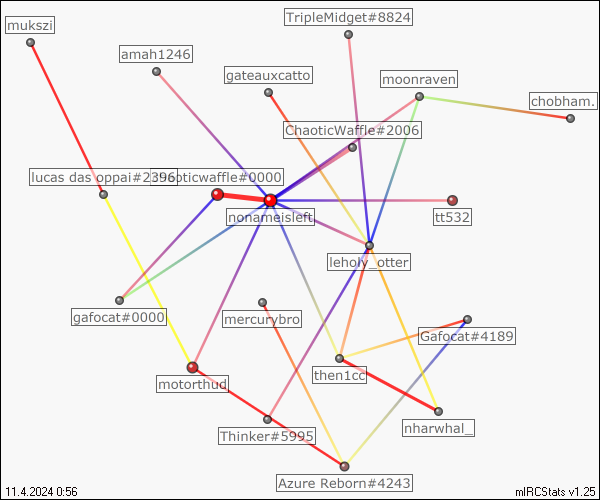 TripleMidget#8824
mukszi
amah1246
gateauxcatto
moonraven
chobham.
ChaoticWaffle#2006
lucas das oppai#2396
opticwaffle#0000
nonameisleft
tt532
leholy_otter
gafocat#0000
mercurybro
Gafocat#4189
then1cc
motorthud
nharwhal_
Thinker#5995
Azure Reborn#4243
11.4.2024 0:56
mIRCStats v1.25